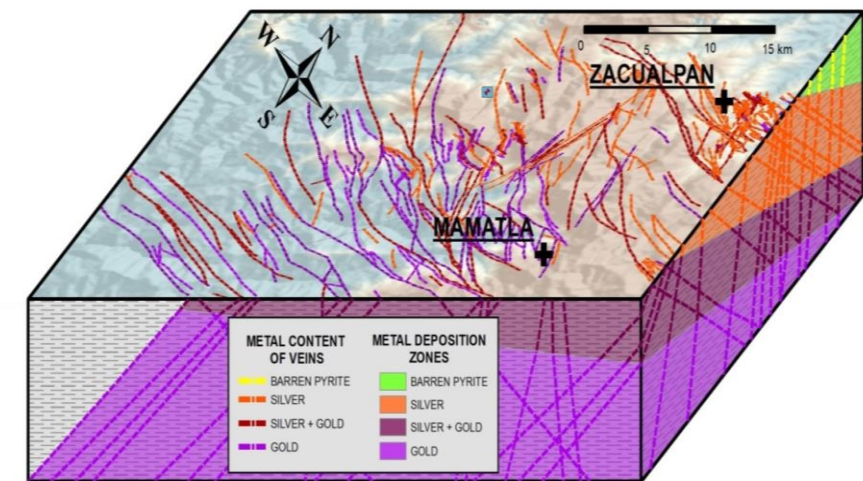 W N
S E
0 5 10 15 km
ZACUALPAN
MAMATLA
METAL CONTENT
OF VEINS
BARREN PYRITE
SILVER
SILVER + GOLD
GOLD
METAL DEPOSITION
ZONES
BARREN PYRITE
SILVER
SILVER + GOLD
GOLD